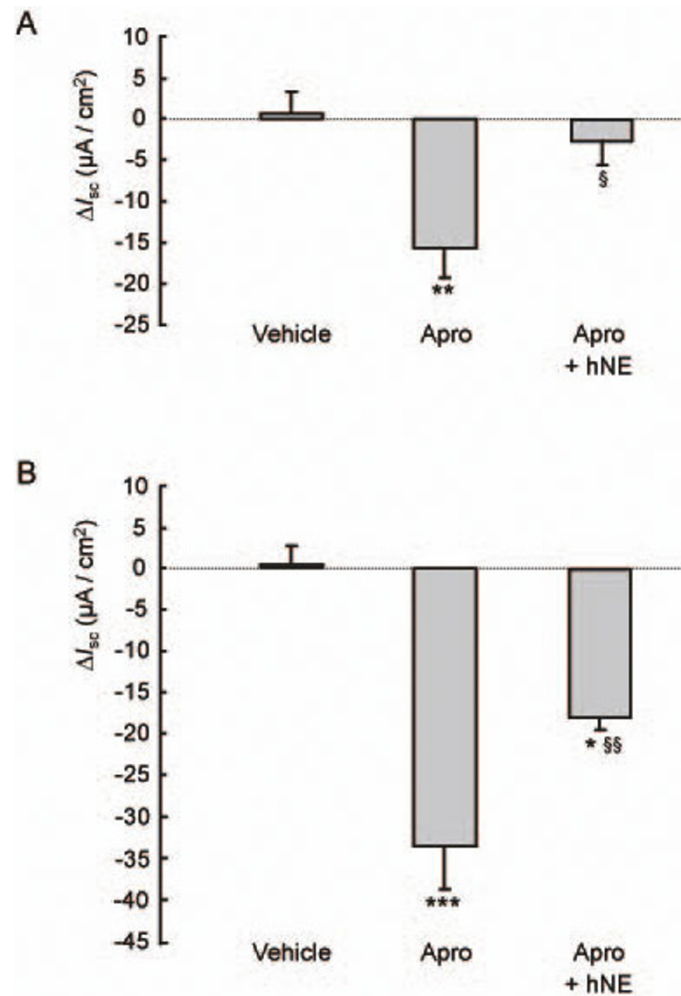 A
10
5
0
-5
-10
-15
-20
-25
ΔIsc (µA / cm²)
§
**
Vehicle
Apro
Apro
+ hNE
B
10
5
0
-5
-10
-15
-20
-25
-30
-35
-40
-45
ΔIsc (µA / cm²)
* §§
***
Vehicle
Apro
Apro
+ hNE